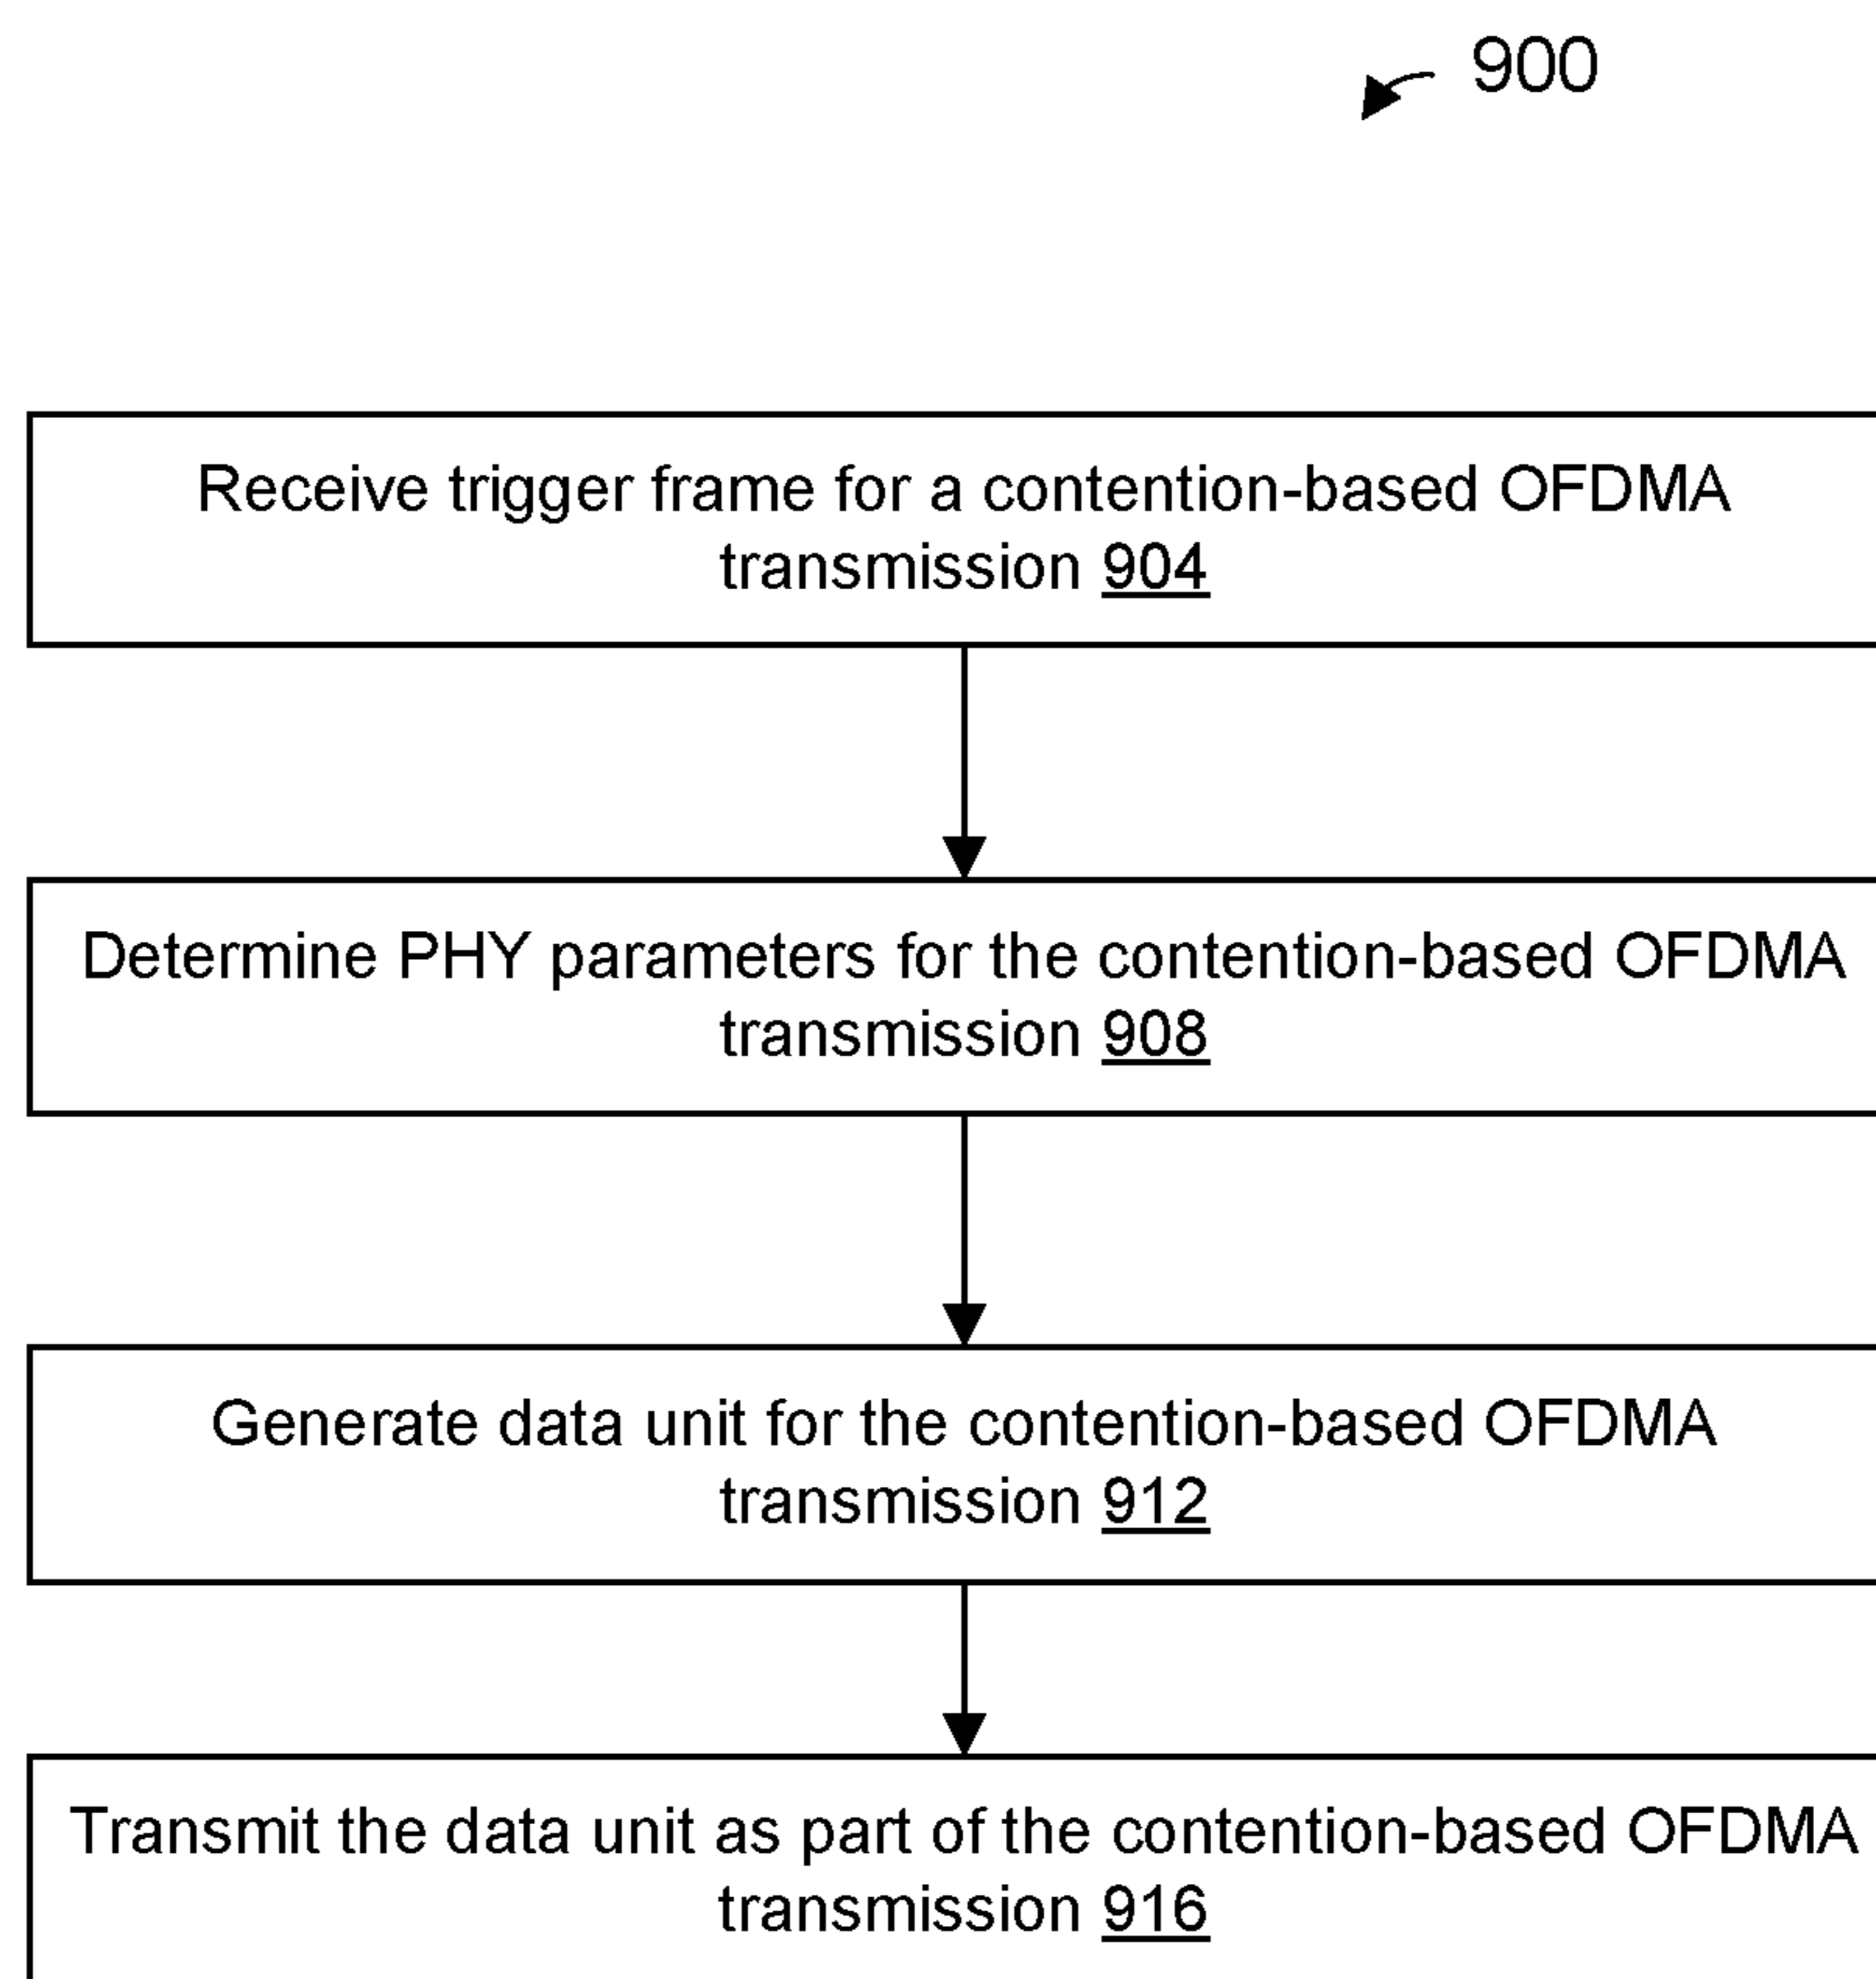 900
Receive trigger frame for a contention-based OFDMA
transmission 904
Determine PHY parameters for the contention-based OFDMA
transmission 908
Generate data unit for the contention-based OFDMA
transmission 912
Transmit the data unit as part of the contention-based OFDMA
transmission 916